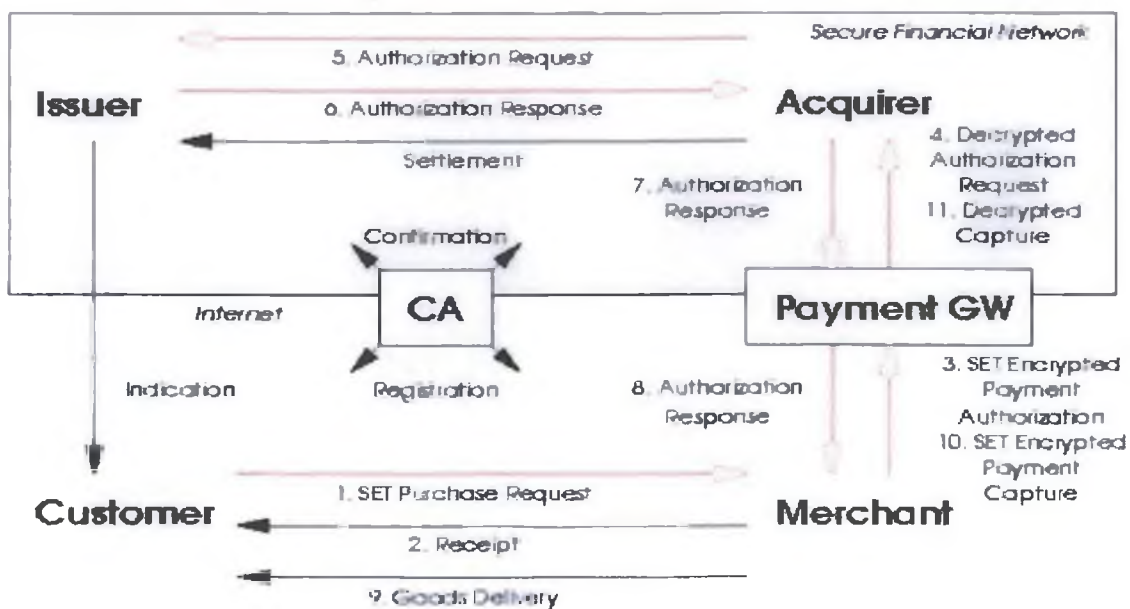 Secure Financial Network
5. Authorization Request
Issuer
6. Authorization Response
Acquirer
Settlement
4. Decrypted
Authorization
Request
11. Decrypted
Capture
7. Authorization
Response
Confirmation
CA
Payment GW
Internet
Indication
Registration
8. Authorization
Response
3. SET Encrypted
Payment
Authorization
10. SET Encrypted
Payment
Capture
1. SET Purchase Request
Customer
Merchant
2. Receipt
9. Goods Delivery